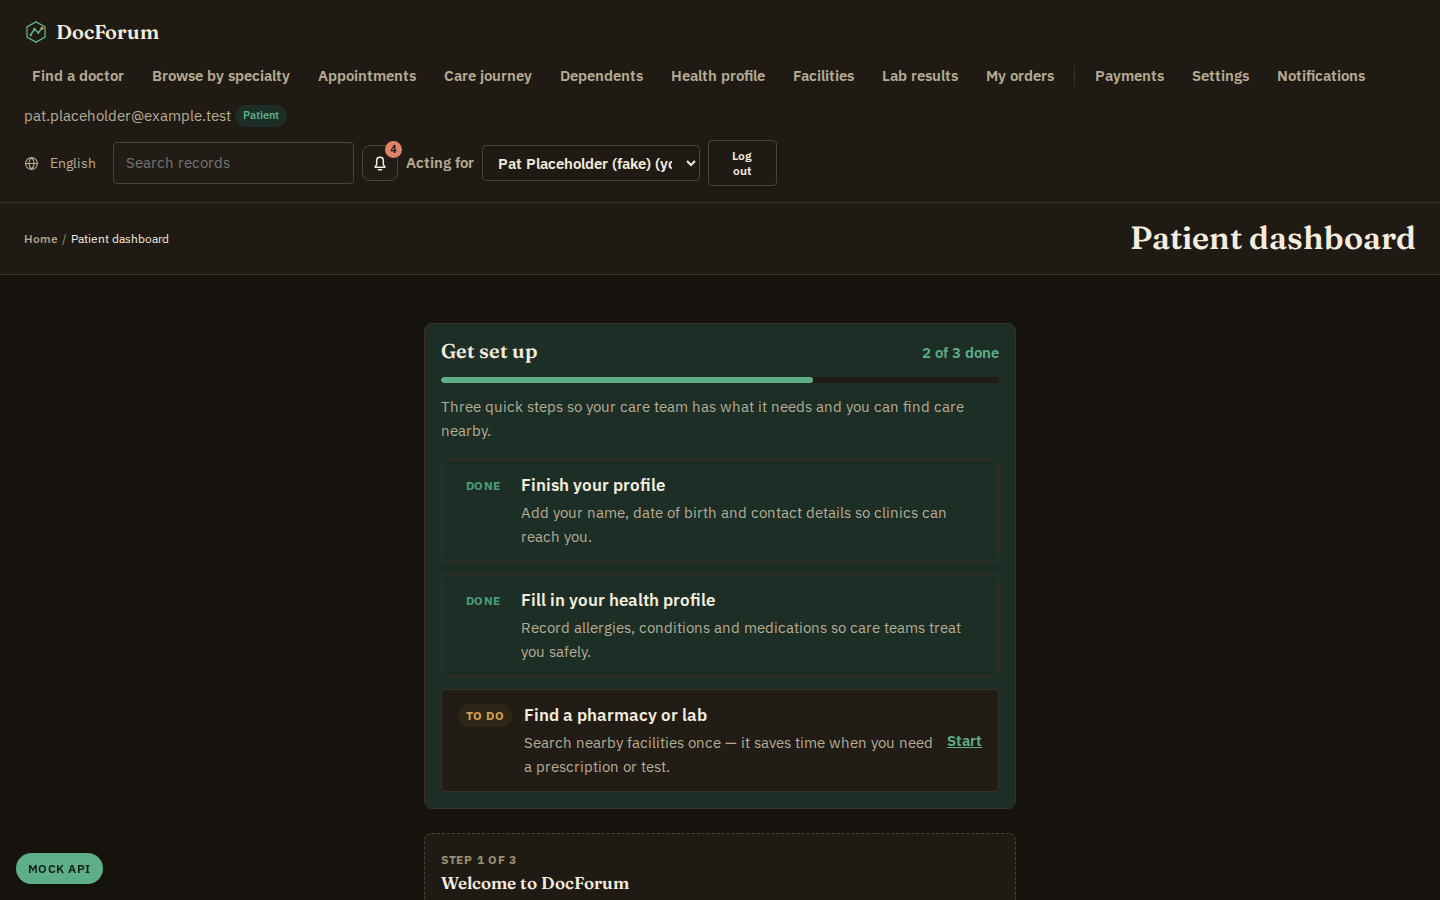 DocForum
Find a doctor Browse by specialty Appointments Care journey Dependents Health profile Facilities Lab results My orders Payments Settings Notifications
pat.placeholder@example.test Patient
English Search records 4 Acting for Pat Placeholder (fake) (yo Log out
Home / Patient dashboard
Patient dashboard
Get set up
2 of 3 done
Three quick steps so your care team has what it needs and you can find care
nearby.
DONE Finish your profile
Add your name, date of birth and contact details so clinics can
reach you.
DONE Fill in your health profile
Record allergies, conditions and medications so care teams treat
you safely.
TO DO Find a pharmacy or lab
Search nearby facilities once — it saves time when you need
a prescription or test.
Start
STEP 1 OF 3
Welcome to DocForum
MOCK API